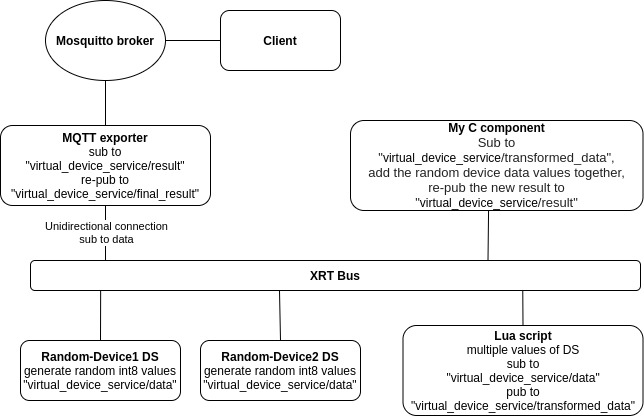 Mosquitto broker
Client
MQTT exporter
sub to
"virtual_device_service/result"
re-pub to
"virtual_device_service/final_result"
My C component
Sub to
"virtual_device_service/transformed_data",
add the random device data values together,
re-pub the new result to
"virtual_device_service/result"
Unidirectional connection
sub to data
XRT Bus
Random-Device1 DS
generate random int8 values
"virtual_device_service/data"
Random-Device2 DS
generate random int8 values
"virtual_device_service/data"
Lua script
multiple values of DS
sub to
"virtual_device_service/data"
pub to
"virtual_device_service/transformed_data"